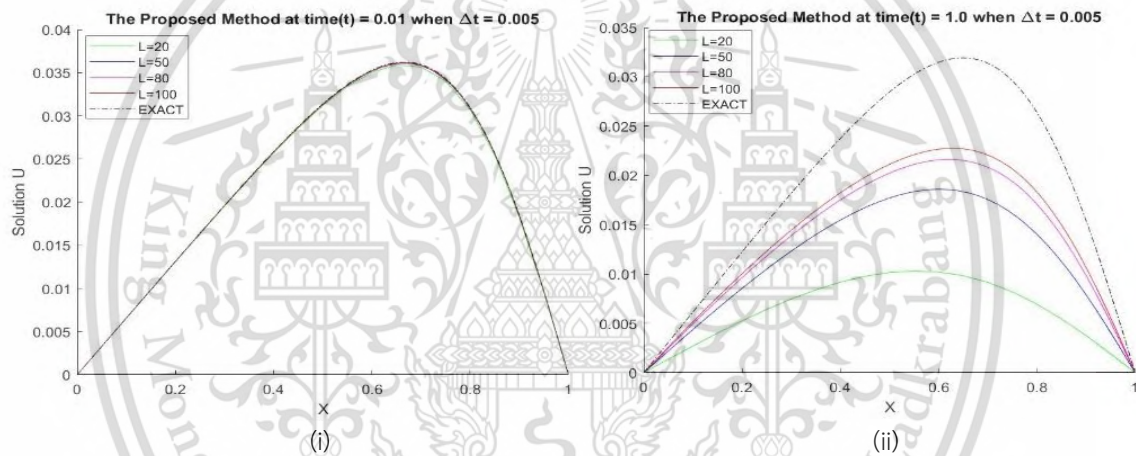 The Proposed Method at time(t) = 0.01 when Δt = 0.005
0.04
0.035
0.03
0.025
0.02
0.015
0.01
0.005
0
Solution U
L=20
L=50
L=80
L=100
EXACT
0
0.2
0.4
0.6
0.8
1
X
(i)
The Proposed Method at time(t) = 1.0 when Δt = 0.005
0.035
0.03
0.025
0.02
0.015
0.01
0.005
0
Solution U
L=20
L=50
L=80
L=100
EXACT
0
0.2
0.4
0.6
0.8
1
X
(ii)
King Mon
adkrabang